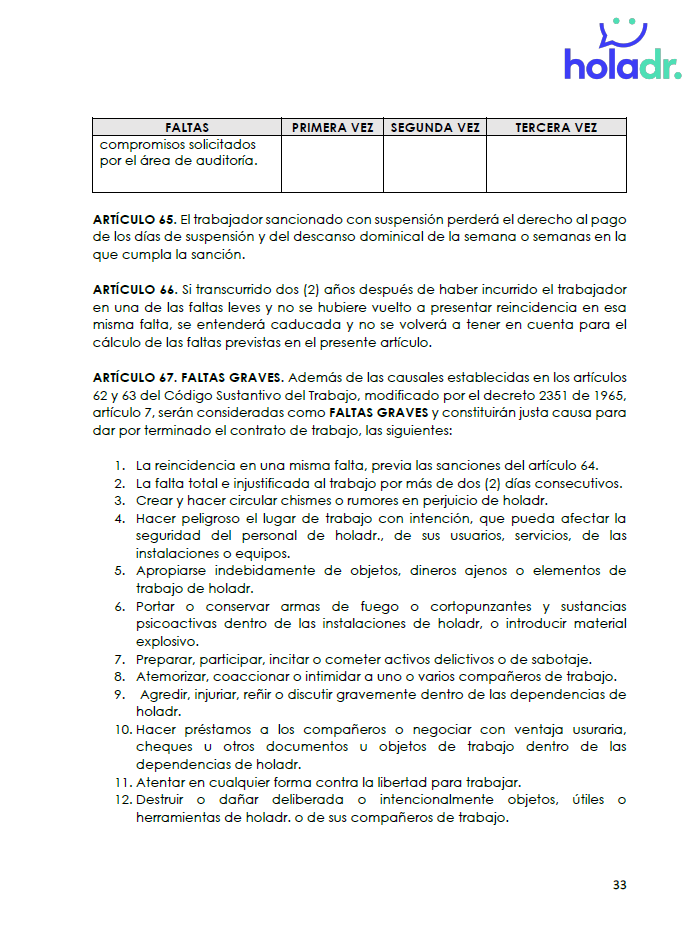 holadr.
FALTAS PRIMERA VEZ SEGUNDA VEZ TERCERA VEZ
compromisos solicitados
por el área de auditoría.
ARTÍCULO 65. El trabajador sancionado con suspensión perderá el derecho al pago
de los días de suspensión y del descanso dominical de la semana o semanas en la
que cumpla la sanción.
ARTÍCULO 66. Si transcurrido dos (2) años después de haber incurrido el trabajador
en una de las faltas leves y no se hubiere vuelto a presentar reincidencia en esa
misma falta, se entenderá caducada y no se volverá a tener en cuenta para el
cálculo de las faltas previstas en el presente artículo.
ARTÍCULO 67. FALTAS GRAVES. Además de las causales establecidas en los artículos
62 y 63 del Código Sustantivo del Trabajo, modificado por el decreto 2351 de 1965,
artículo 7, serán consideradas como FALTAS GRAVES y constituirán justa causa para
dar por terminado el contrato de trabajo, las siguientes:
1. La reincidencia en una misma falta, previa las sanciones del artículo 64.
2. La falta total e injustificada al trabajo por más de dos (2) días consecutivos.
3. Crear y hacer circular chismes o rumores en perjuicio de holadr.
4. Hacer peligroso el lugar de trabajo con intención, que pueda afectar la
seguridad del personal de holadr., de sus usuarios, servicios, de las
instalaciones o equipos.
5. Apropiarse indebidamente de objetos, dineros ajenos o elementos de
trabajo de holadr.
6. Portar o conservar armas de fuego o cortopunzantes y sustancias
psicoactivas dentro de las instalaciones de holadr, o introducir material
explosivo.
7. Preparar, participar, incitar o cometer activos delictivos o de sabotaje.
8. Atemorizar, coaccionar o intimidar a uno o varios compañeros de trabajo.
9. Agredir, injuriar, reñir o discutir gravemente dentro de las dependencias de
holadr.
10. Hacer préstamos a los compañeros o negociar con ventaja usuraria,
cheques u otros documentos u objetos de trabajo dentro de las
dependencias de holadr.
11. Atentar en cualquier forma contra la libertad para trabajar.
12. Destruir o dañar deliberada o intencionalmente objetos, útiles o
herramientas de holadr. o de sus compañeros de trabajo.
33